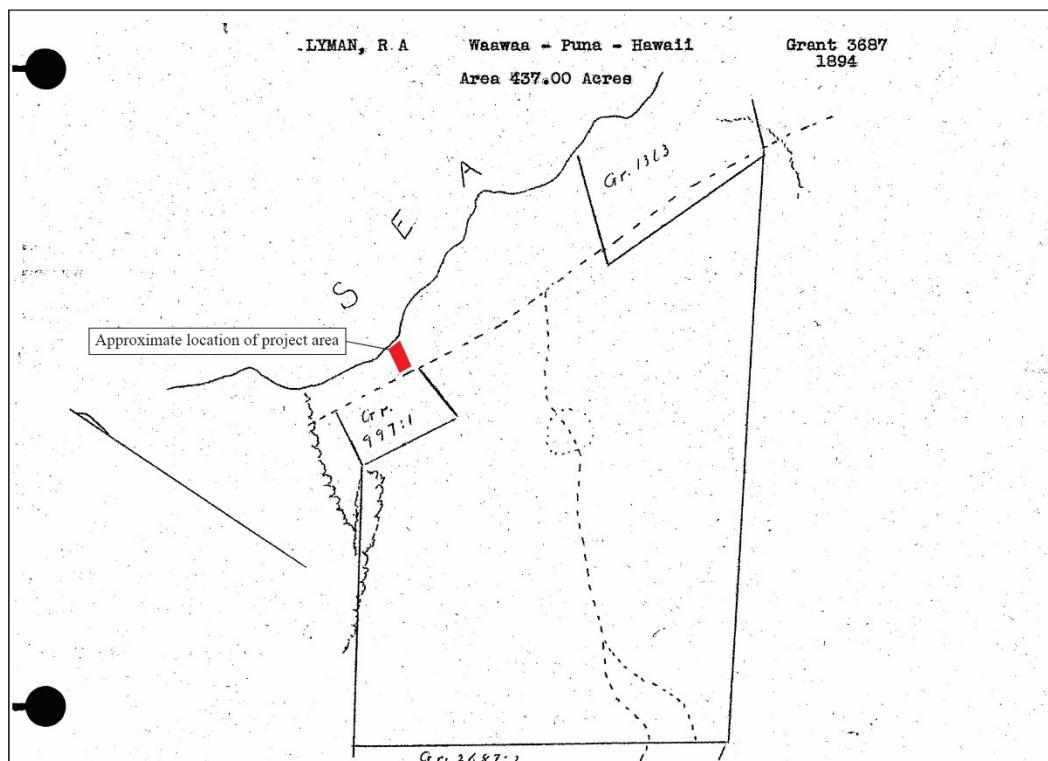 LYMAN, R A Waawaa - Puna - Hawaii Grant 3687
1894
Area 437.00 Acres
Gr. 1363
S E A
Approximate location of project area
Gr.
997:1